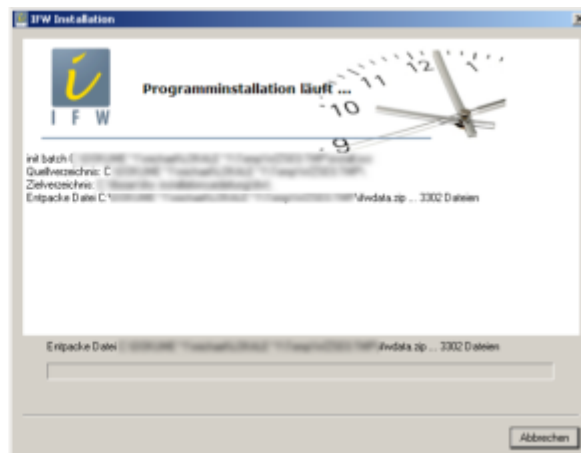 IFW Installation
IFW
Programminstallation läuft ...
12
1
11
10
9
init batch C
Quellverzeichnis: C
Zielverzeichnis:
Entpacke Datei C:\ \ifwdata.zip ... 3302 Dateien
Entpacke Datei \ifwdata.zip ... 3302 Dateien
Abbrechen